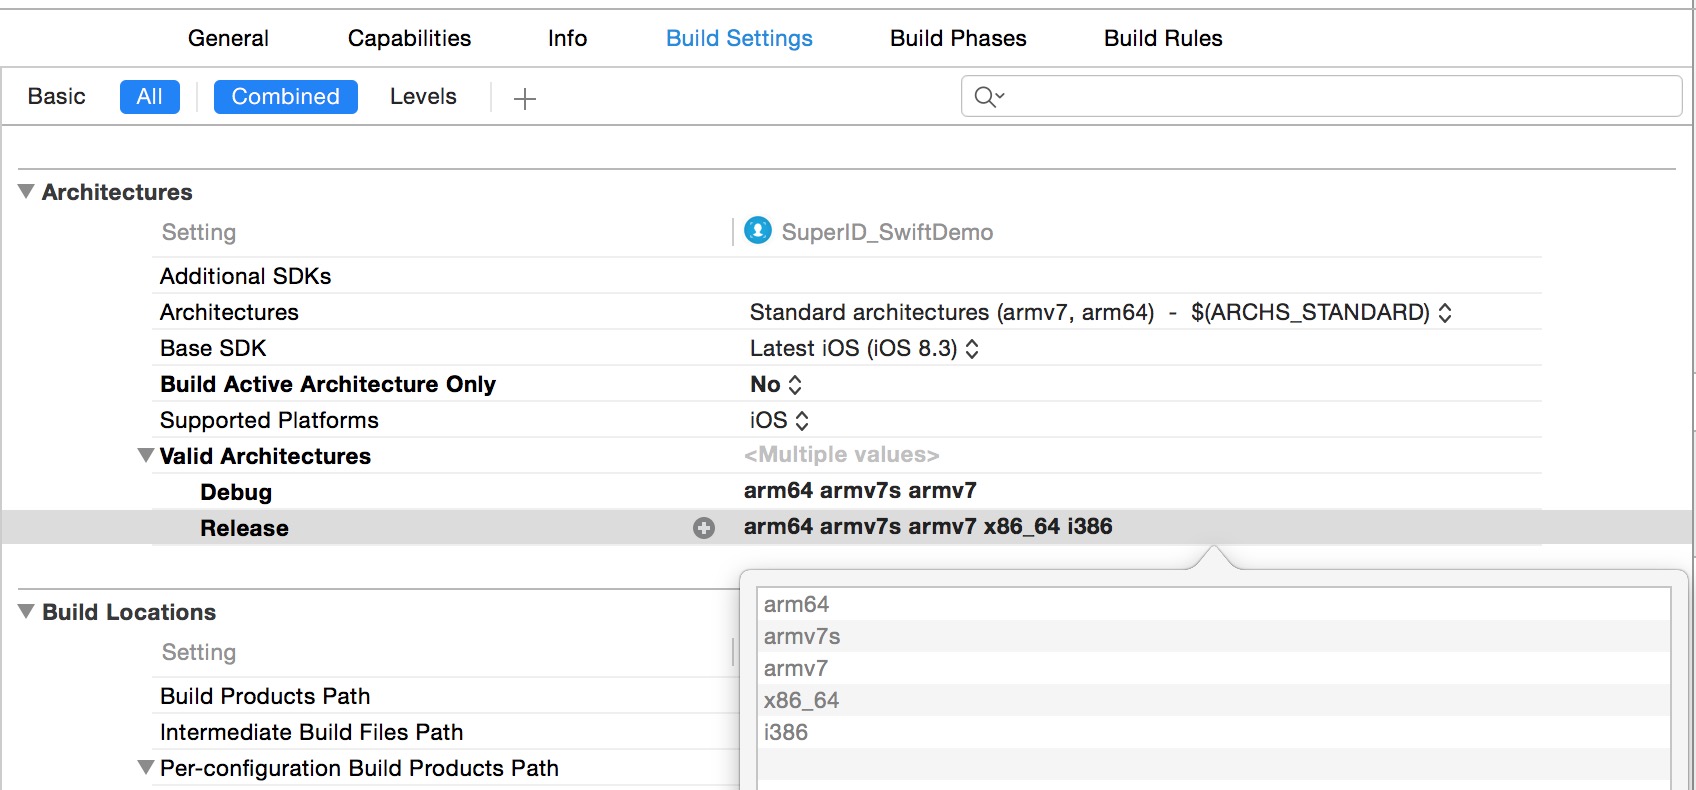 General Capabilities Info Build Settings Build Phases Build Rules
Basic All Combined Levels
Architectures
Setting SuperID_SwiftDemo
Additional SDKs
Architectures Standard architectures (armv7, arm64) - $(ARCHS_STANDARD)
Base SDK Latest iOS (iOS 8.3)
Build Active Architecture Only No
Supported Platforms iOS
Valid Architectures <Multiple values>
Debug arm64 armv7s armv7
Release arm64 armv7s armv7 x86_64 i386
arm64
armv7s
armv7
x86_64
i386
Build Locations
Setting
Build Products Path
Intermediate Build Files Path
Per-configuration Build Products Path